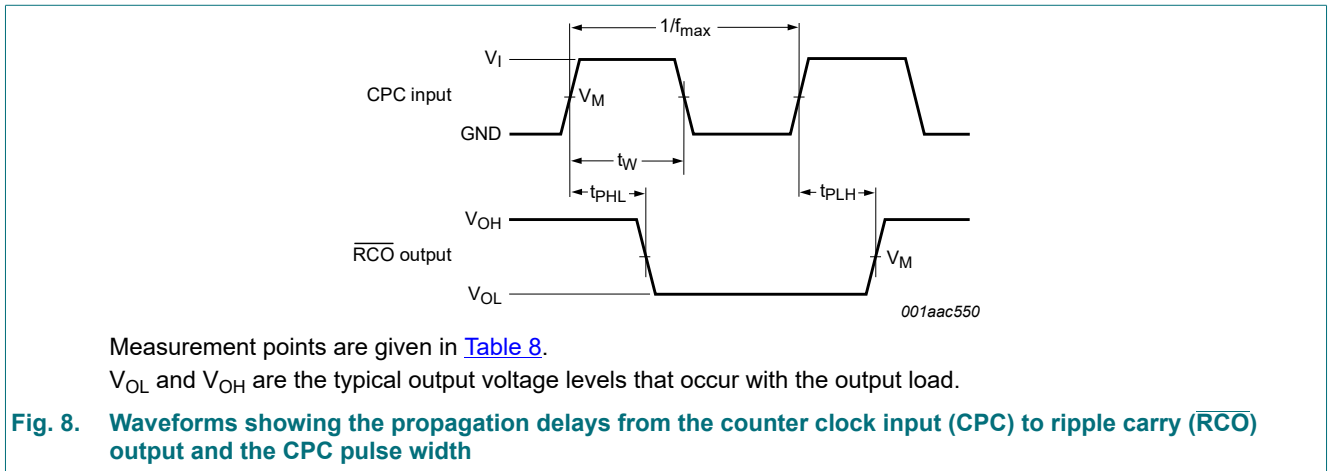 1/fmax
VI
CPC input
VM
GND
tW
tPHL
tPLH
VOH
RCO output
VM
VOL
001aac550
Measurement points are given in Table 8.
VOL and VOH are the typical output voltage levels that occur with the output load.
Fig. 8. Waveforms showing the propagation delays from the counter clock input (CPC) to ripple carry (RCO)
output and the CPC pulse width